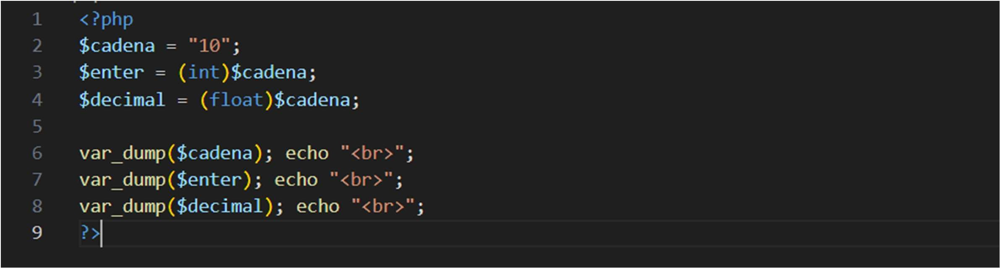 1 <?php
2 $cadena = "10";
3 $enter = (int)$cadena;
4 $decimal = (float)$cadena;
5
6 var_dump($cadena); echo "<br>";
7 var_dump($enter); echo "<br>";
8 var_dump($decimal); echo "<br>";
9 ?>